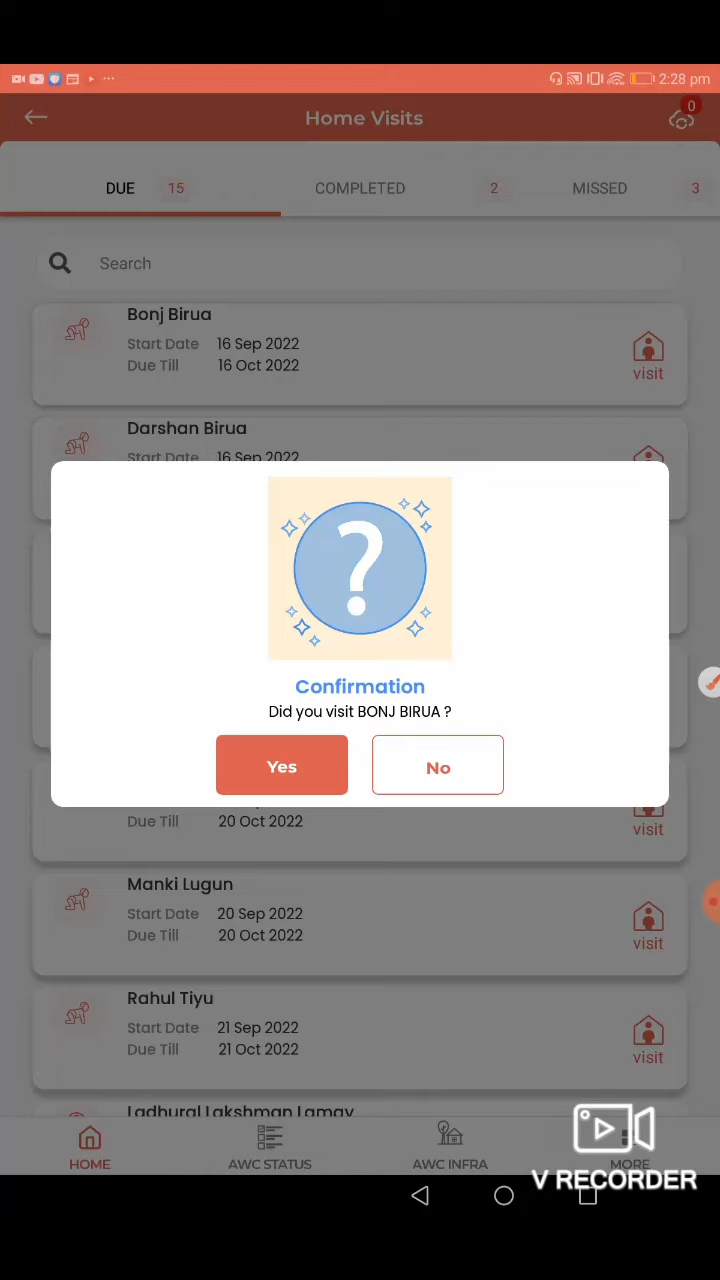 2:28 pm
Home Visits
0
DUE 15 COMPLETED 2 MISSED 3
Search
Bonj Birua
Start Date 16 Sep 2022
Due Till 16 Oct 2022
visit
Darshan Birua
Start Date 16 Sep 2022
Confirmation
Did you visit BONJ BIRUA ?
Yes No
Due Till 20 Oct 2022
visit
Manki Lugun
Start Date 20 Sep 2022
Due Till 20 Oct 2022
visit
Rahul Tiyu
Start Date 21 Sep 2022
Due Till 21 Oct 2022
visit
Ladhural Lakshman Lamay
HOME AWC STATUS AWC INFRA MORE
V RECORDER